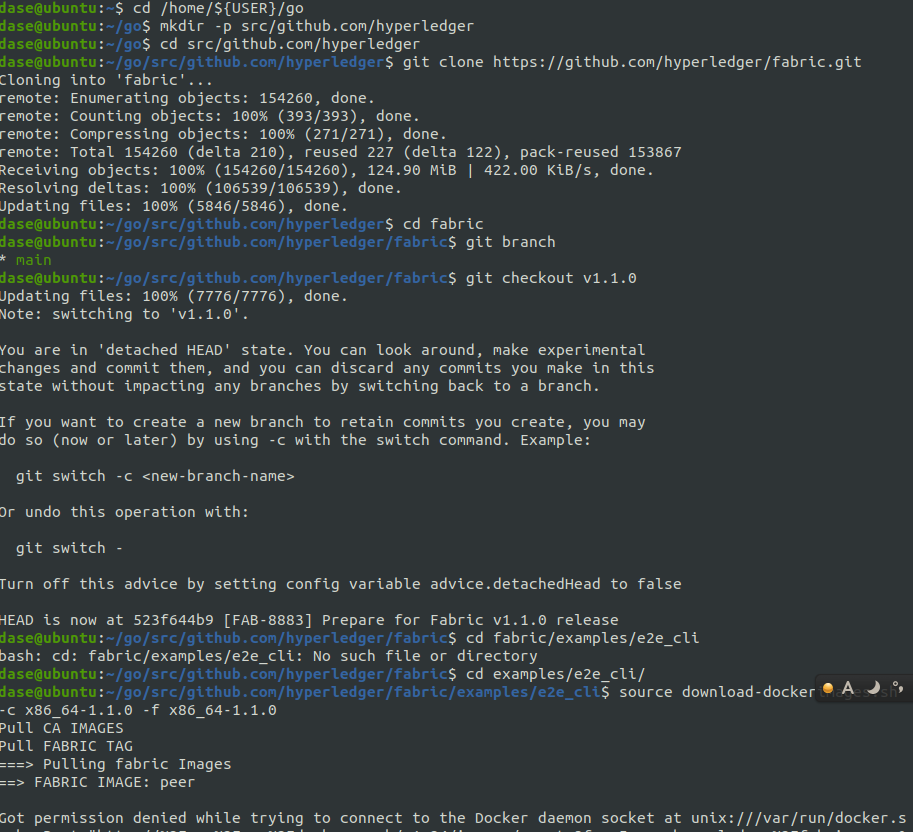 dase@ubuntu:~$ cd /home/${USER}/go
dase@ubuntu:~/go$ mkdir -p src/github.com/hyperledger
dase@ubuntu:~/go$ cd src/github.com/hyperledger
dase@ubuntu:~/go/src/github.com/hyperledger$ git clone https://github.com/hyperledger/fabric.git
Cloning into 'fabric'...
remote: Enumerating objects: 154260, done.
remote: Counting objects: 100% (393/393), done.
remote: Compressing objects: 100% (271/271), done.
remote: Total 154260 (delta 210), reused 227 (delta 122), pack-reused 153867
Receiving objects: 100% (154260/154260), 124.90 MiB | 422.00 KiB/s, done.
Resolving deltas: 100% (106539/106539), done.
Updating files: 100% (5846/5846), done.
dase@ubuntu:~/go/src/github.com/hyperledger$ cd fabric
dase@ubuntu:~/go/src/github.com/hyperledger/fabric$ git branch
* main
dase@ubuntu:~/go/src/github.com/hyperledger/fabric$ git checkout v1.1.0
Updating files: 100% (7776/7776), done.
Note: switching to 'v1.1.0'.
You are in 'detached HEAD' state. You can look around, make experimental
changes and commit them, and you can discard any commits you make in this
state without impacting any branches by switching back to a branch.
If you want to create a new branch to retain commits you create, you may
do so (now or later) by using -c with the switch command. Example:
git switch -c <new-branch-name>
Or undo this operation with:
git switch -
Turn off this advice by setting config variable advice.detachedHead to false
HEAD is now at 523f644b9 [FAB-8883] Prepare for Fabric v1.1.0 release
dase@ubuntu:~/go/src/github.com/hyperledger/fabric$ cd fabric/examples/e2e_cli
bash: cd: fabric/examples/e2e_cli: No such file or directory
dase@ubuntu:~/go/src/github.com/hyperledger/fabric$ cd examples/e2e_cli/
dase@ubuntu:~/go/src/github.com/hyperledger/fabric/examples/e2e_cli$ source download-docker
A
-c x86_64-1.1.0 -f x86_64-1.1.0
Pull CA IMAGES
Pull FABRIC TAG
===> Pulling fabric Images
==> FABRIC IMAGE: peer
Got permission denied while trying to connect to the Docker daemon socket at unix:///var/run/docker.s